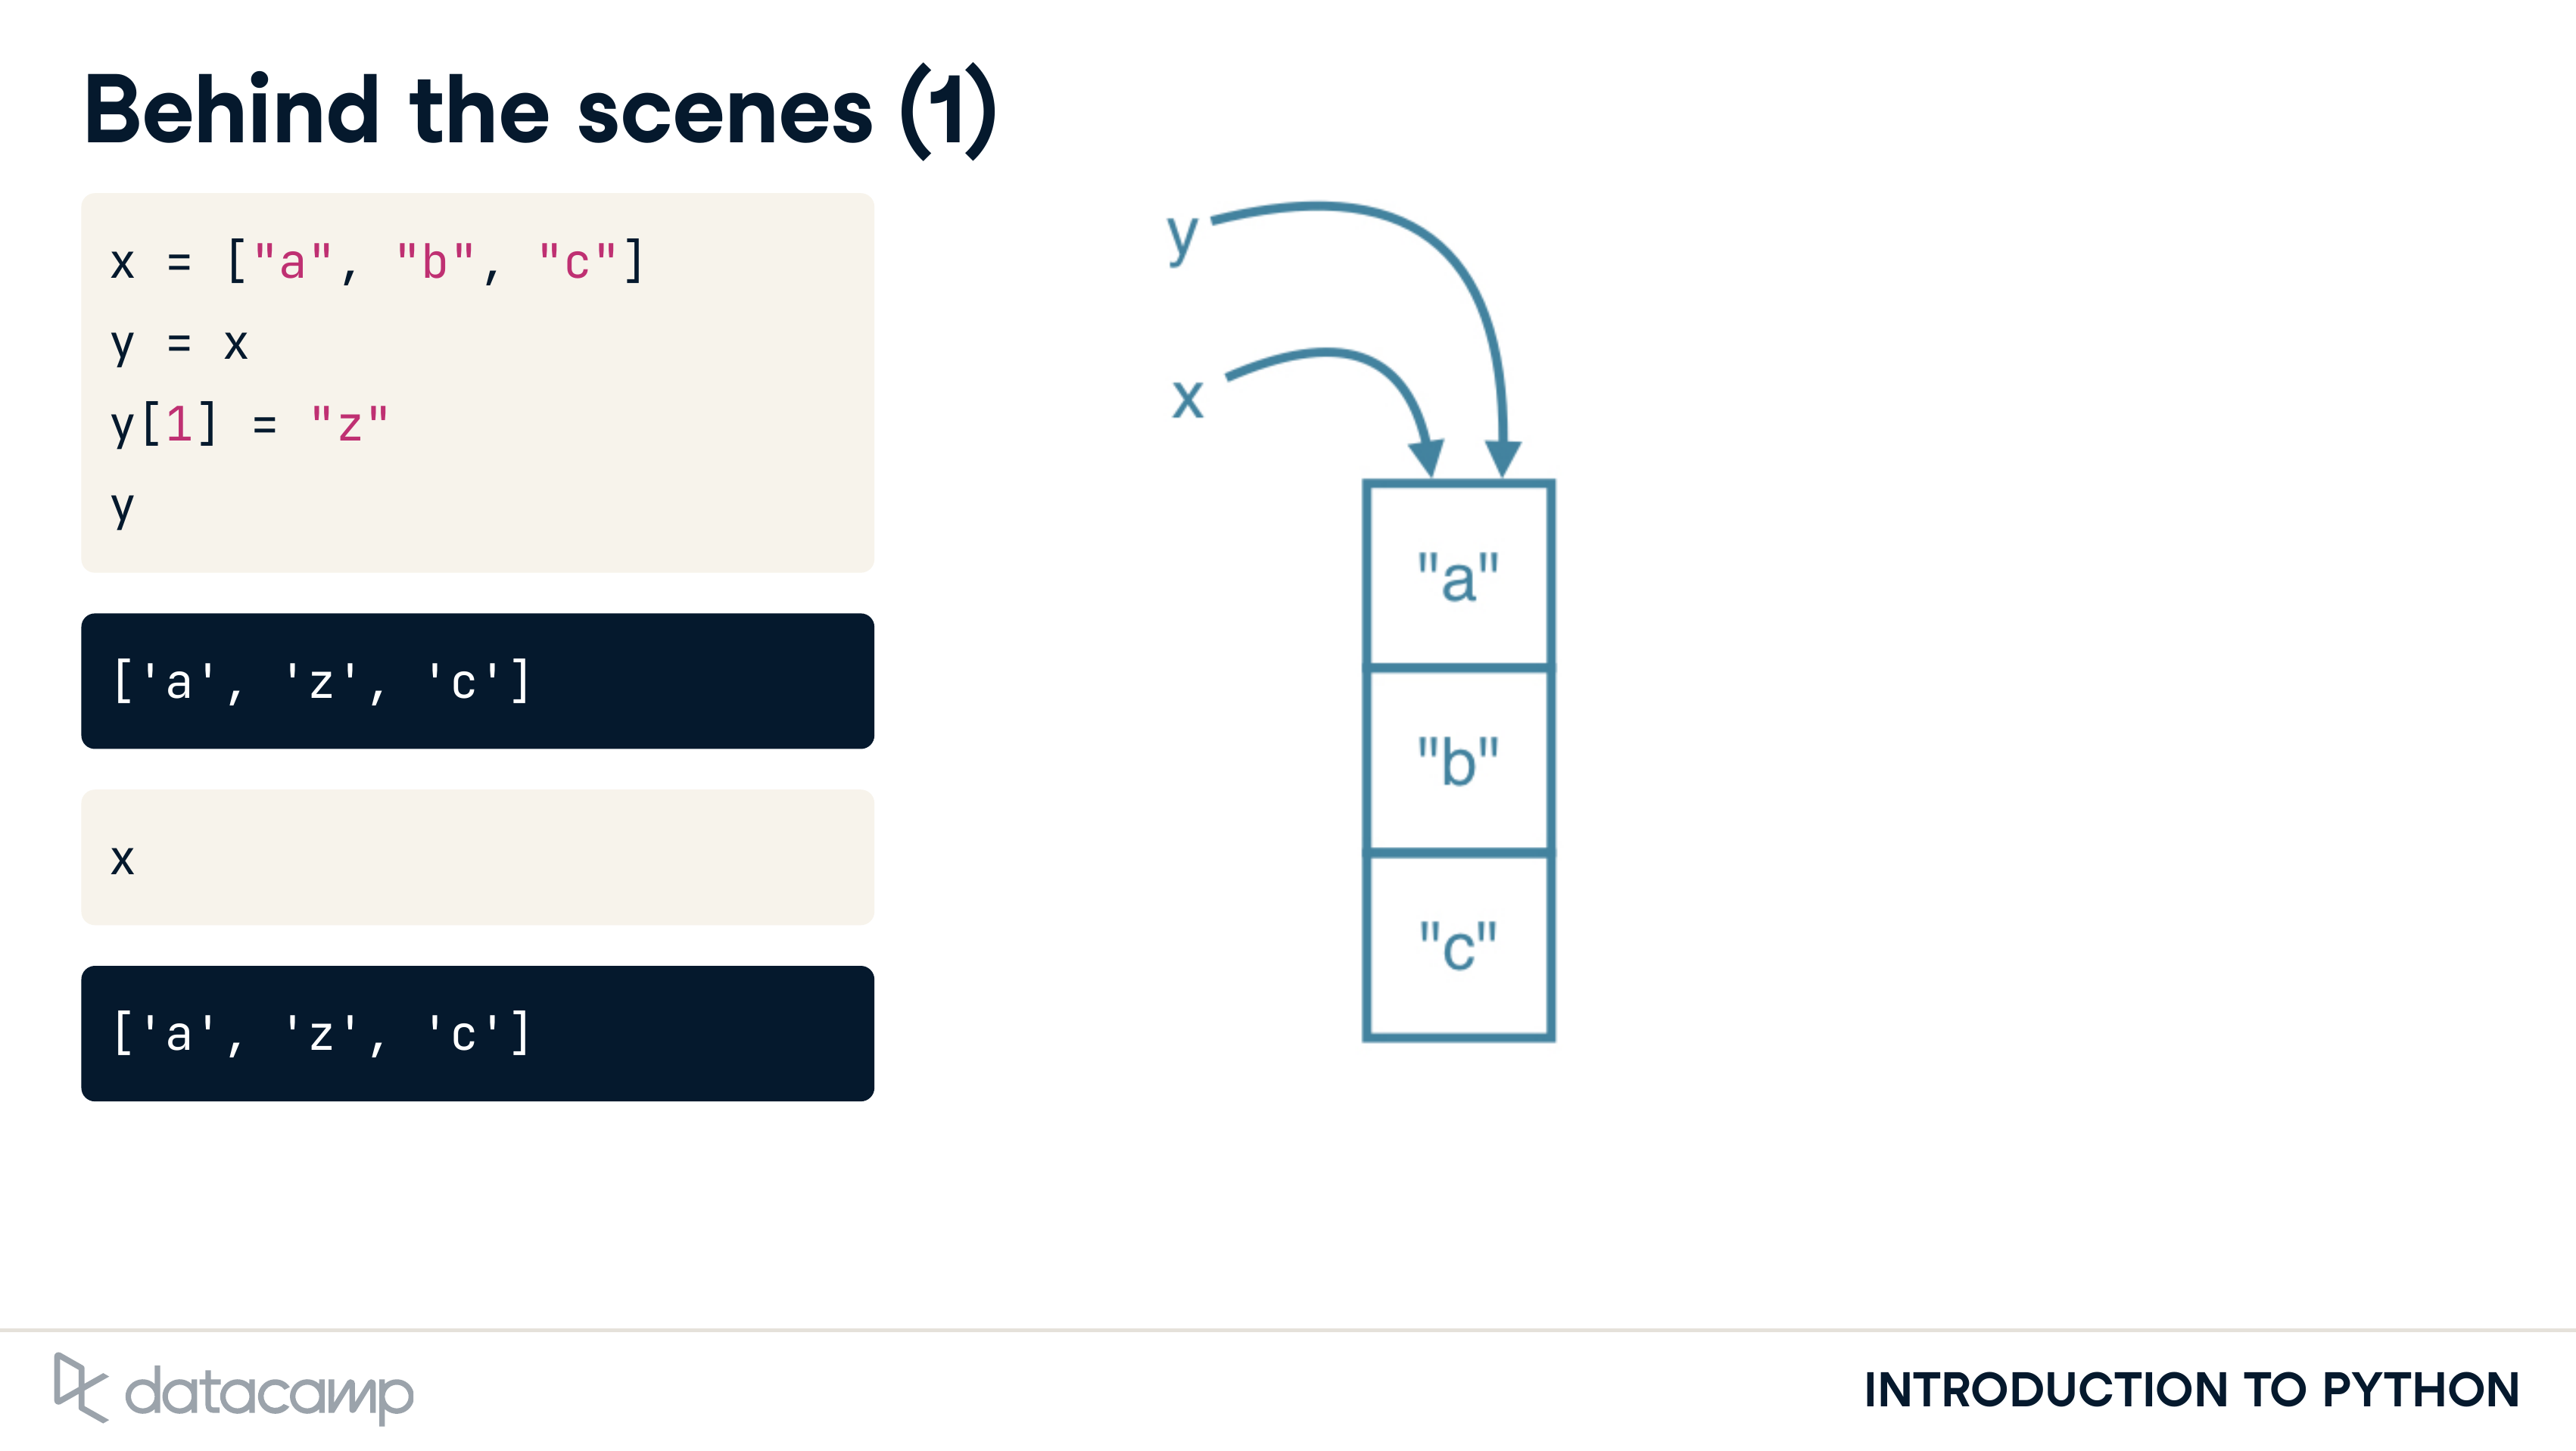 Behind the scenes (1)
x = ["a", "b", "c"]
y = x
y[1] = "z"
y
['a', 'z', 'c']
x
['a', 'z', 'c']
y
x
"a"
"b"
"c"
datacamp
INTRODUCTION TO PYTHON